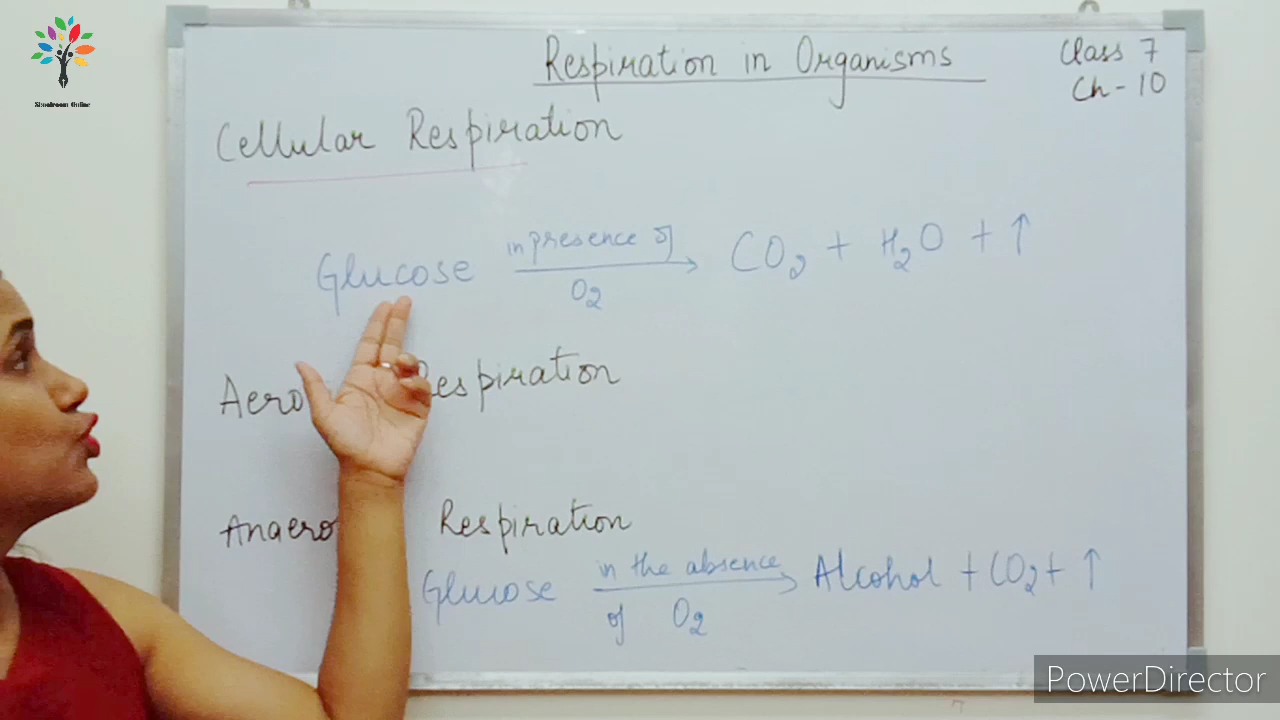 Respiration in Organisms
Class 7
Ch - 10
Cellular Respiration
Glucose in presence of O2 → CO2 + H2O + ↑
Respiration
Respiration
Glucose in the absence of O2 → Alcohol + CO2 + ↑
PowerDirector